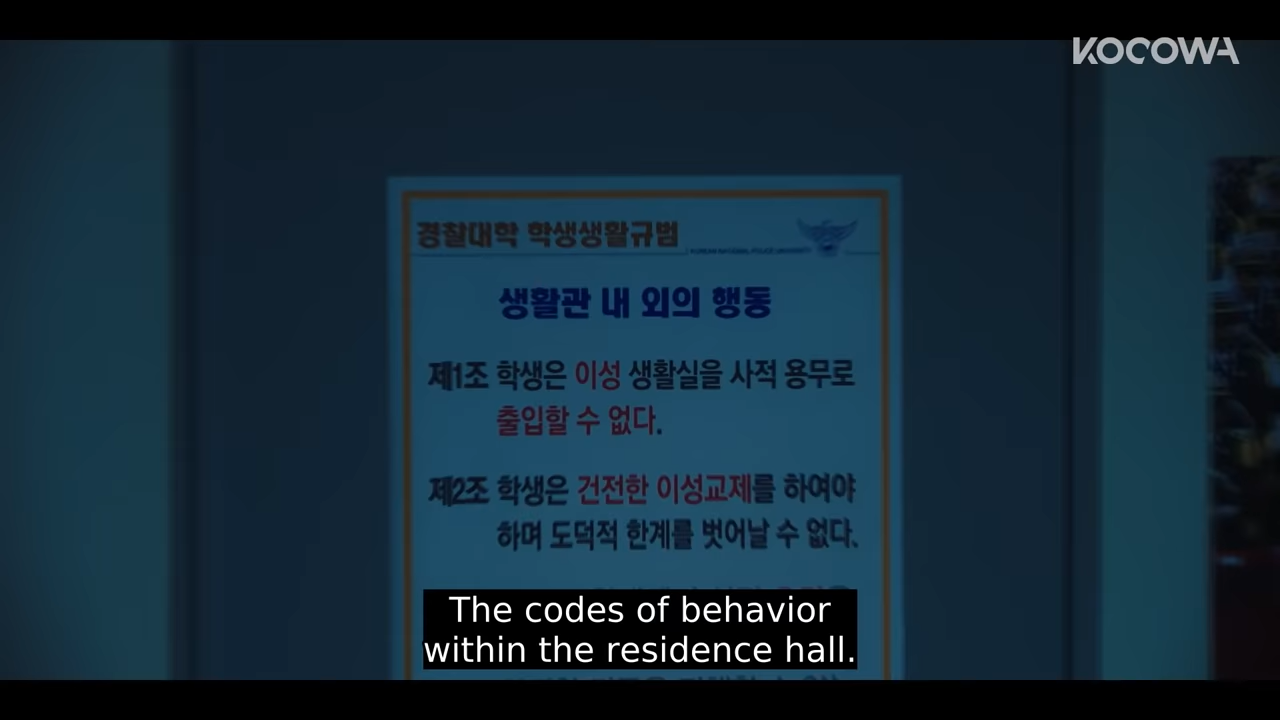 KOCOWA
경찰대학 학생생활규범
KOREAN NATIONAL POLICE UNIVERSITY
생활관 내 외의 행동
제1조 학생은 이성 생활실을 사적 용무로
출입할 수 없다.
제2조 학생은 건전한 이성교제를 하여야
하며 도덕적 한계를 벗어날 수 없다.
The codes of behavior
within the residence hall.